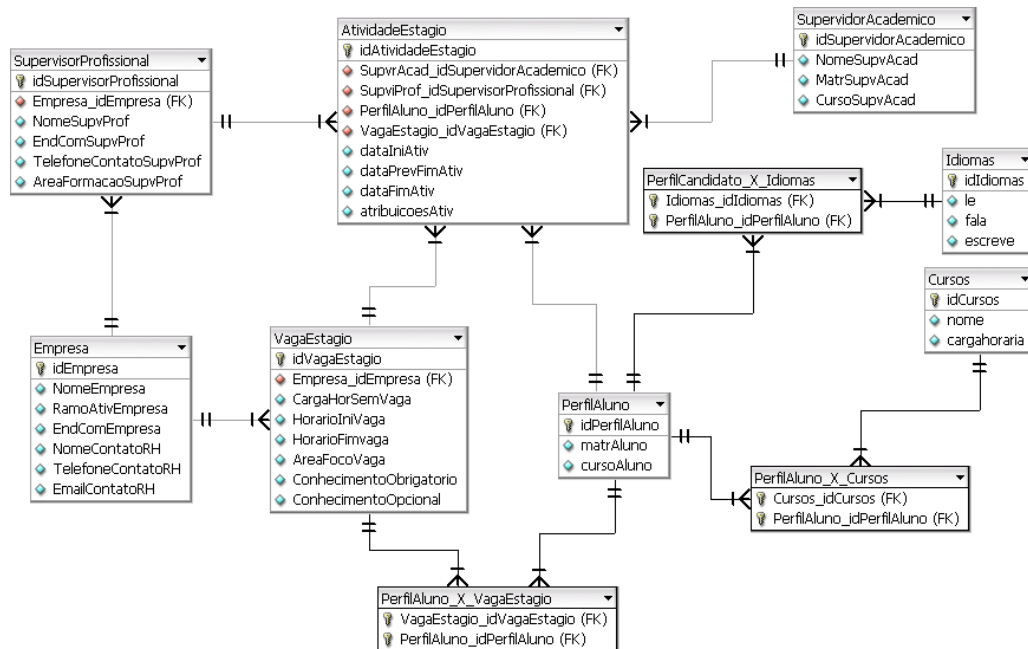 AtividadeEstagio
idAtividadeEstagio
SupvrAcad_idSupervidorAcademico (FK)
SupviProf_idSupervisorProfissional (FK)
PerfilAluno_idPerfilAluno (FK)
VagaEstagio_idVagaEstagio (FK)
dataIniAtiv
dataPrevFimAtiv
dataFimAtiv
atribuicoesAtiv
SupervidorAcademico
idSupervidorAcademico
NomeSupvAcad
MatrSupvAcad
CursoSupvAcad
SupervisorProfissional
idSupervisorProfissional
Empresa_idEmpresa (FK)
NomeSupvProf
EndComSupvProf
TelefoneContatoSupvProf
AreaFormacaoSupvProf
PerfilCandidato_X_Idiomas
Idiomas_idIdiomas (FK)
PerfilAluno_idPerfilAluno (FK)
Idiomas
idIdiomas
le
fala
escreve
Cursos
idCursos
nome
cargahoraria
Empresa
idEmpresa
NomeEmpresa
RamoAtivEmpresa
EndComEmpresa
NomeContatoRH
TelefoneContatoRH
EmailContatoRH
VagaEstagio
idVagaEstagio
Empresa_idEmpresa (FK)
CargaHorSemVaga
HorarioIniVaga
HorarioFimvaga
AreaFocoVaga
ConhecimentoObrigatorio
ConhecimentoOpcional
PerfilAluno
idPerfilAluno
matrAluno
cursoAluno
PerfilAluno_X_Cursos
Cursos_idCursos (FK)
PerfilAluno_idPerfilAluno (FK)
PerfilAluno_X_VagaEstagio
VagaEstagio_idVagaEstagio (FK)
PerfilAluno_idPerfilAluno (FK)